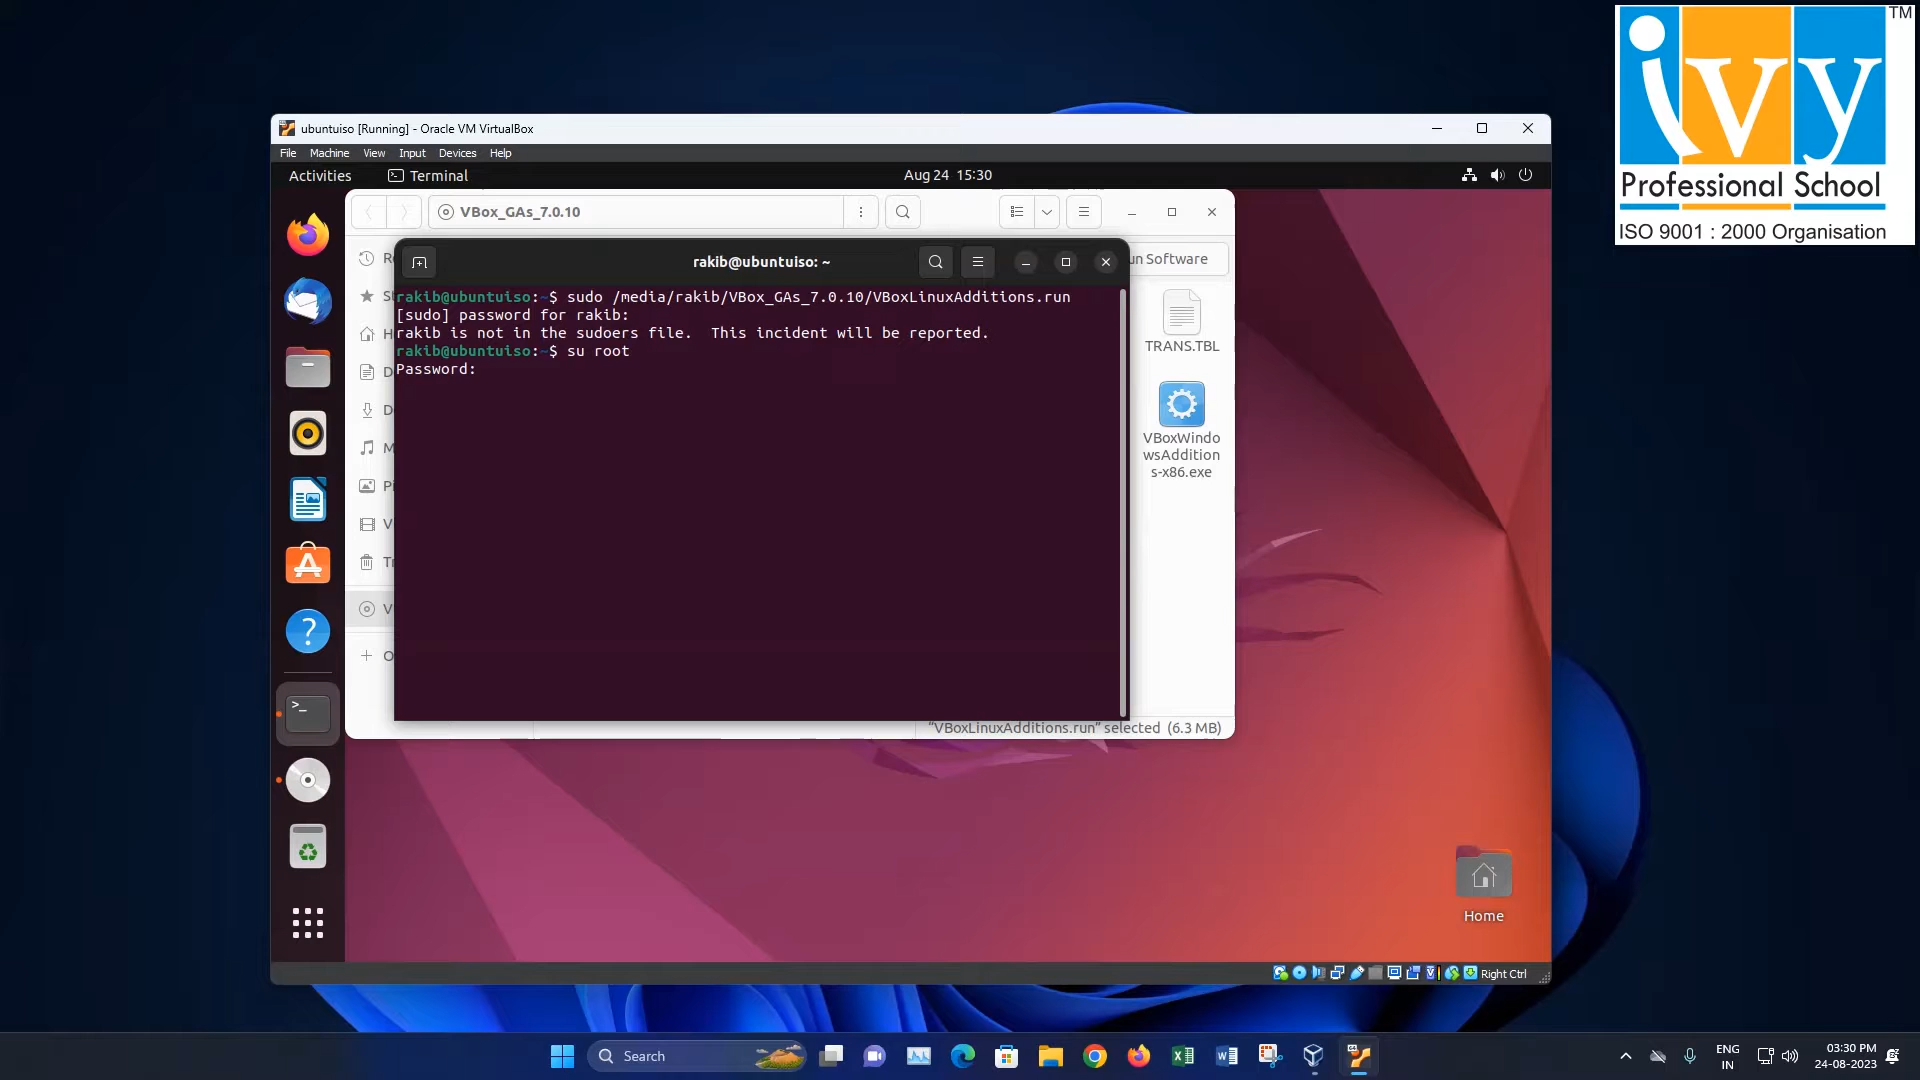 TM
ivy
Professional School
ISO 9001 : 2000 Organisation
ubuntuiso [Running] - Oracle VM VirtualBox
File Machine View Input Devices Help
Activities Terminal Aug 24 15:30
VBox_GAs_7.0.10
rakib@ubuntuiso: ~
un Software
rakib@ubuntuiso:~$ sudo /media/rakib/VBox_GAs_7.0.10/VBoxLinuxAdditions.run
[sudo] password for rakib:
rakib is not in the sudoers file.  This incident will be reported.
rakib@ubuntuiso:~$ su root
Password:
TRANS.TBL
VBoxWindo
wsAddition
s-x86.exe
“VBoxLinuxAdditions.run” selected (6.3 MB)
Home
Right Ctrl
Search
ENG
IN
03:30 PM
24-08-2023